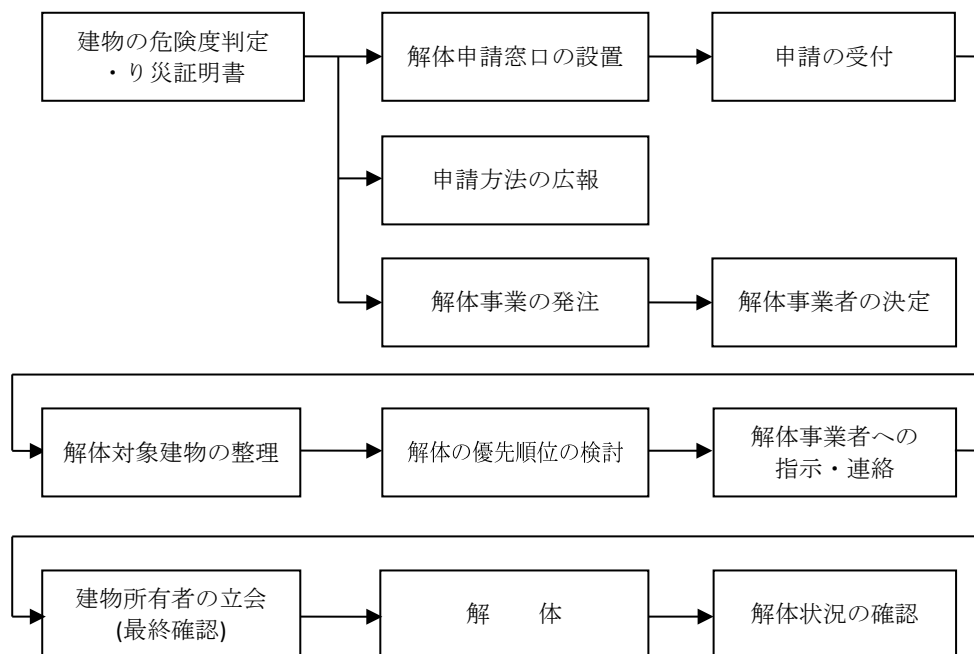 建物の危険度判定
・り災証明書
解体申請窓口の設置
申請の受付
申請方法の広報
解体事業の発注
解体事業者の決定
解体対象建物の整理
解体の優先順位の検討
解体事業者への
指示・連絡
建物所有者の立会
(最終確認)
解　　体
解体状況の確認